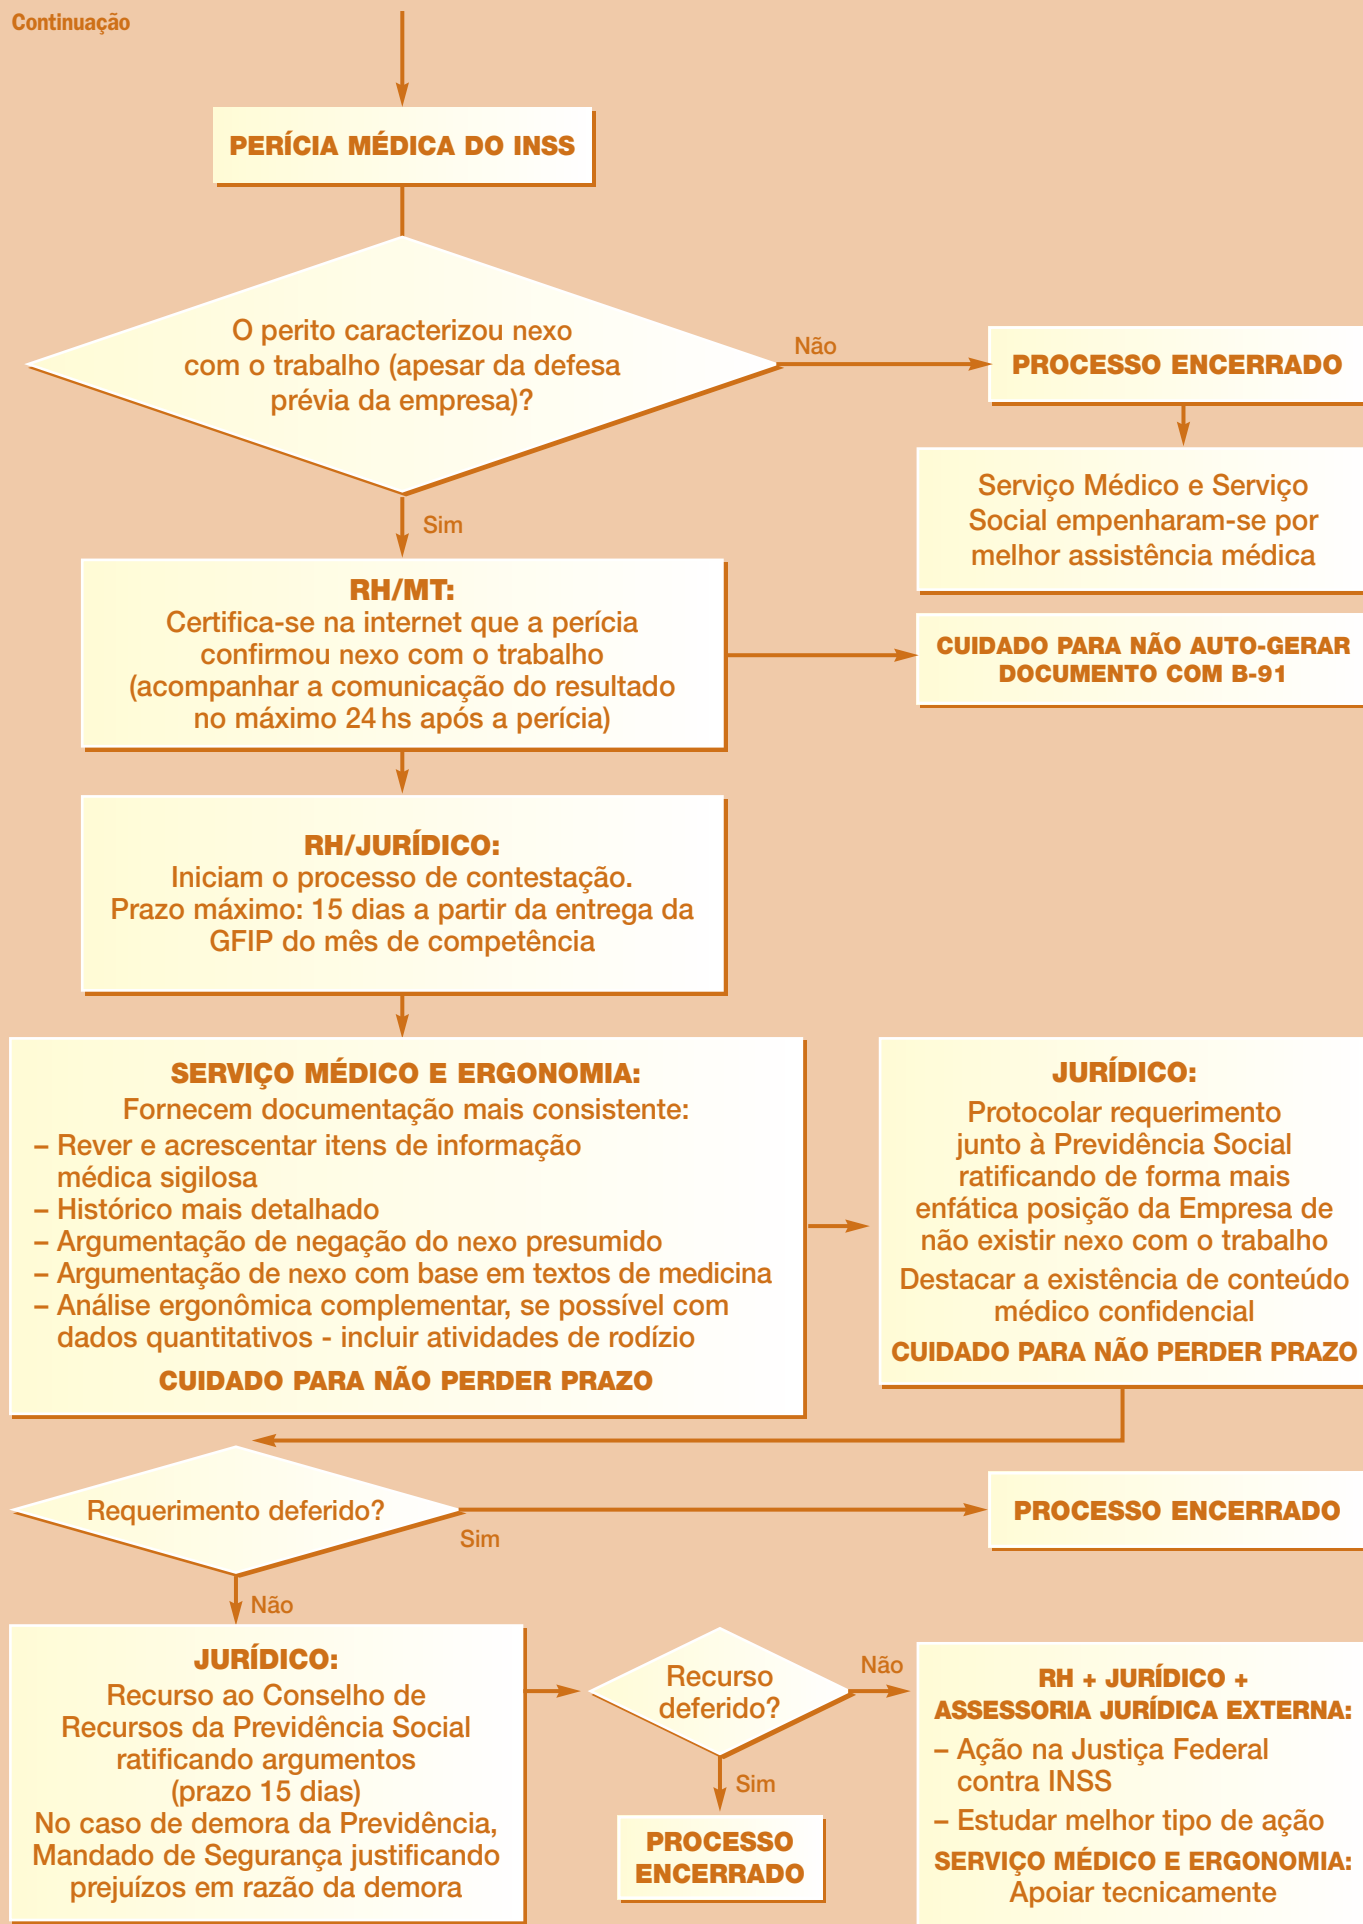 Continuação
PERÍCIA MÉDICA DO INSS
O perito caracterizou nexo
com o trabalho (apesar da defesa
prévia da empresa)?
Não
PROCESSO ENCERRADO
Serviço Médico e Serviço
Social empenharam-se por
melhor assistência médica
Sim
RH/MT:
Certifica-se na internet que a perícia
confirmou nexo com o trabalho
(acompanhar a comunicação do resultado
no máximo 24 hs após a perícia)
CUIDADO PARA NÃO AUTO-GERAR
DOCUMENTO COM B-91
RH/JURÍDICO:
Iniciam o processo de contestação.
Prazo máximo: 15 dias a partir da entrega da
GFIP do mês de competência
SERVIÇO MÉDICO E ERGONOMIA:
Fornecem documentação mais consistente:
– Rever e acrescentar itens de informação
médica sigilosa
– Histórico mais detalhado
– Argumentação de negação do nexo presumido
– Argumentação de nexo com base em textos de medicina
– Análise ergonômica complementar, se possível com
dados quantitativos - incluir atividades de rodízio
CUIDADO PARA NÃO PERDER PRAZO
JURÍDICO:
Protocolar requerimento
junto à Previdência Social
ratificando de forma mais
enfática posição da Empresa de
não existir nexo com o trabalho
Destacar a existência de conteúdo
médico confidencial
CUIDADO PARA NÃO PERDER PRAZO
Requerimento deferido?
Sim
PROCESSO ENCERRADO
Não
JURÍDICO:
Recurso ao Conselho de
Recursos da Previdência Social
ratificando argumentos
(prazo 15 dias)
No caso de demora da Previdência,
Mandado de Segurança justificando
prejuízos em razão da demora
Recurso
deferido?
Não
Sim
PROCESSO
ENCERRADO
RH + JURÍDICO +
ASSESSORIA JURÍDICA EXTERNA:
– Ação na Justiça Federal
contra INSS
– Estudar melhor tipo de ação
SERVIÇO MÉDICO E ERGONOMIA:
Apoiar tecnicamente